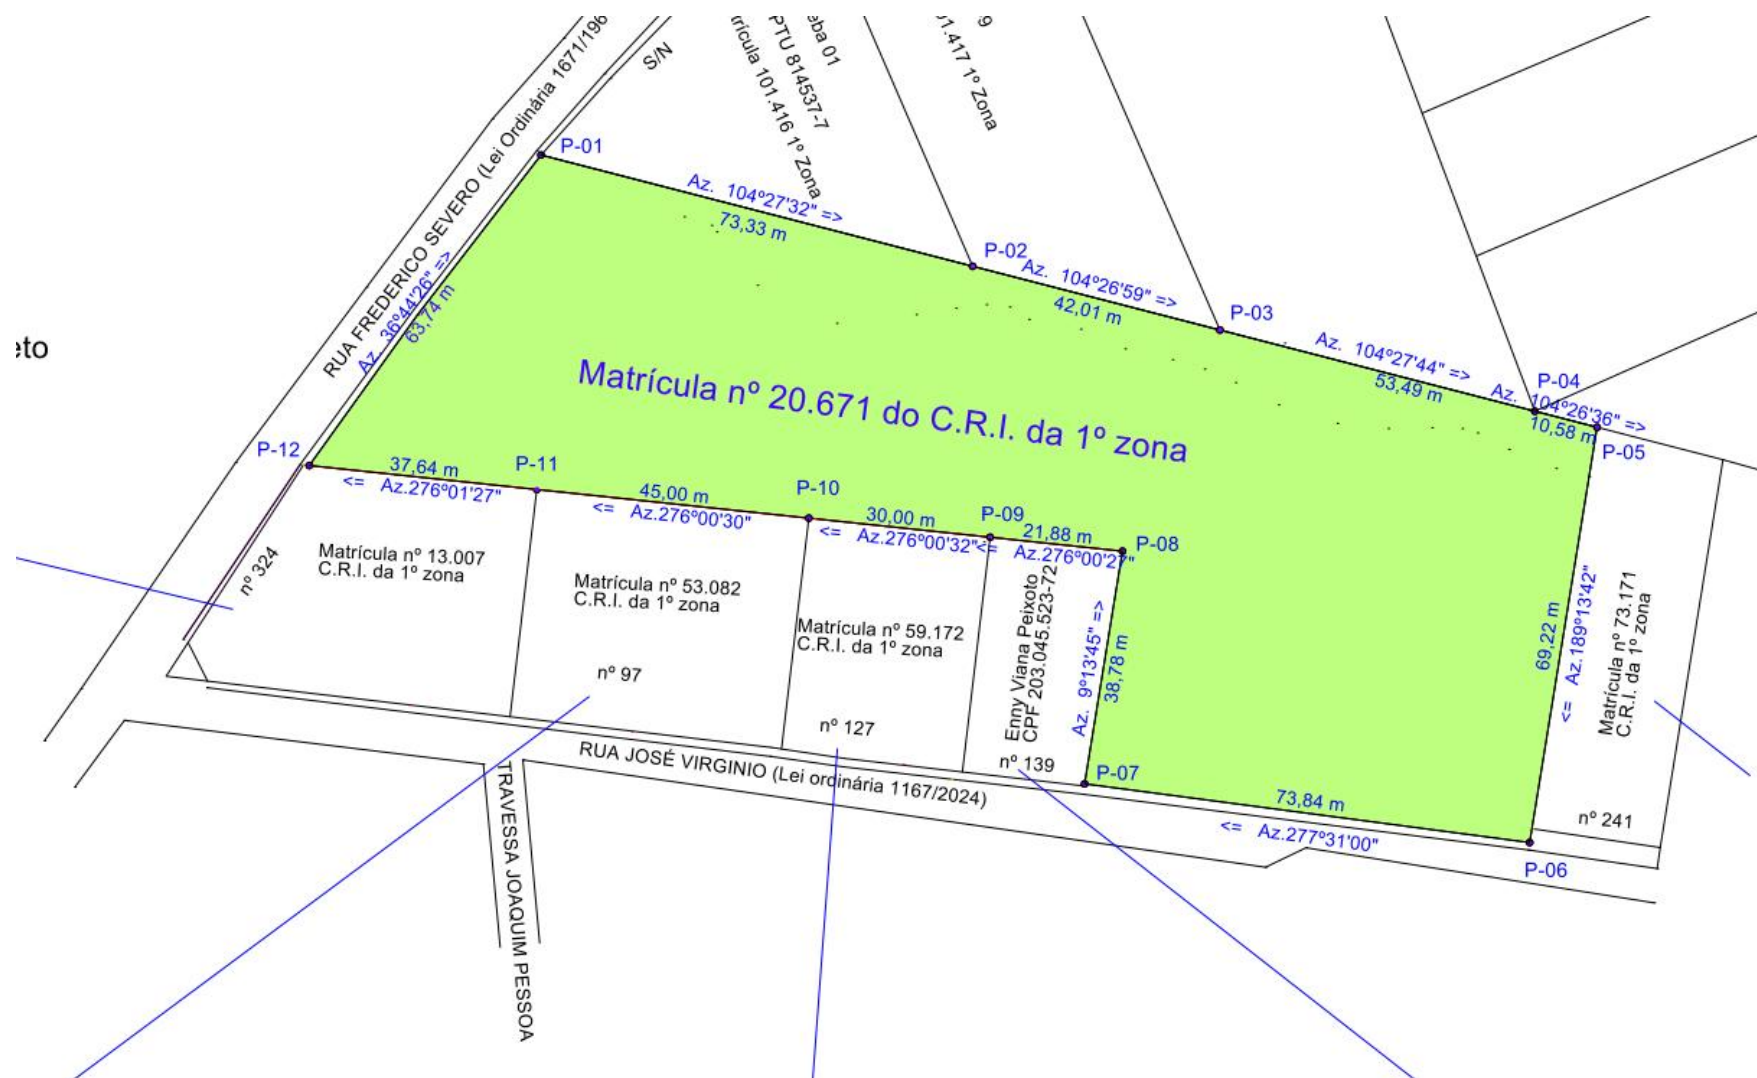 eba 01
PTU 814537-7
trícula 101.416 1º Zona
9
01.417 1º Zona
S/N
RUA FREDERICO SEVERO (Lei Ordinária 1671/196
P-01
Az. 104º27'32" =>
73,33 m
P-02
Az. 104º26'59" =>
42,01 m
P-03
Az. 104º27'44" =>
53,49 m
P-04
Az. 104º26'36" =>
10,58 m
P-05
Az. 36º44'26" =>
63,74 m
eto
Matrícula nº 20.671 do C.R.I. da 1º zona
P-12
37,64 m
<= Az.276º01'27"
P-11
45,00 m
<= Az.276º00'30"
P-10
30,00 m
<= Az.276º00'32"
P-09
21,88 m
<= Az.276º00'27"
P-08
nº 324
Matrícula nº 13.007
C.R.I. da 1º zona
Matrícula nº 53.082
C.R.I. da 1º zona
nº 97
Matrícula nº 59.172
C.R.I. da 1º zona
nº 127
Enny Viana Peixoto
CPF 203.045.523-72
nº 139
Az. 9º13'45" =>
38,78 m
69,22 m
<= Az.189º13'42"
Matrícula nº 73.171
C.R.I. da 1º zona
nº 241
P-07
73,84 m
<= Az.277º31'00"
P-06
RUA JOSÉ VIRGINIO (Lei ordinária 1167/2024)
TRAVESSA JOAQUIM PESSOA